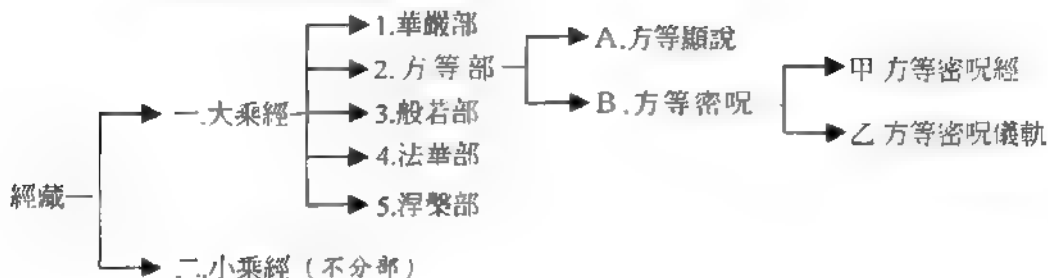 經藏
一.大乘經
1.華嚴部
2.方等部
A.方等顯說
B.方等密呪
甲 方等密呪經
乙 方等密呪儀軌
3.般若部
4.法華部
5.涅槃部
二.小乘經（不分部）